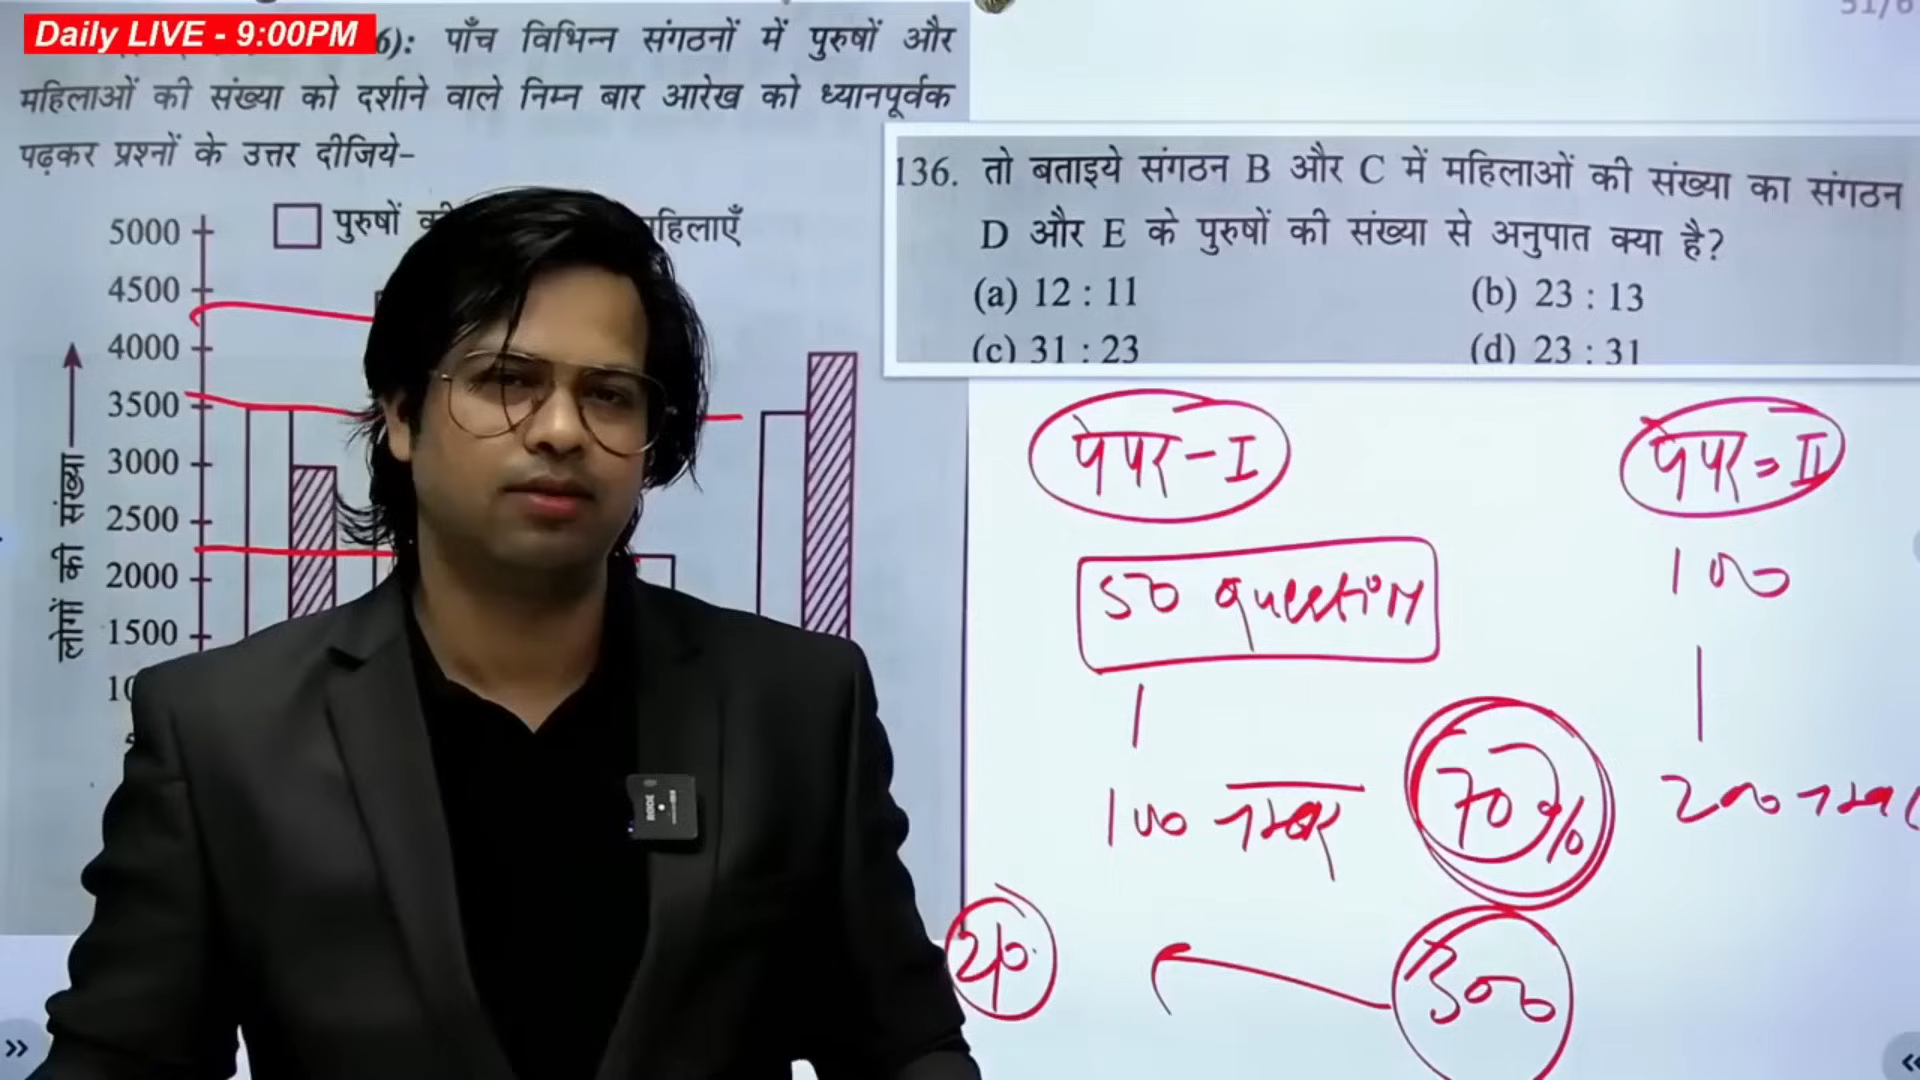 Daily LIVE - 9:00PM
6): पाँच विभिन्न संगठनों में पुरुषों और
महिलाओं की संख्या को दर्शाने वाले निम्न बार आरेख को ध्यानपूर्वक
पढ़कर प्रश्नों के उत्तर दीजिये–
पुरुषों
5000
4500
4000
3500
3000
2500
2000
1500
लोगों की संख्या
136. तो बताइये संगठन B और C में महिलाओं की संख्या का संगठन
D और E के पुरुषों की संख्या से अनुपात क्या है?
(a) 12 : 11 (b) 23 : 13
(c) 31 : 23 (d) 23 : 31
पेपर - I पेपर II
50 question 100
100 नम्बर 70% 200
300
RODE